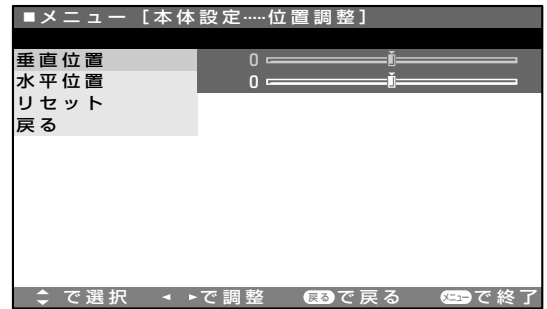 ■メニュー [本体設定……位置調整]
垂直位置 0
水平位置 0
リセット
戻る
で選択 で調整 戻るで戻る メニューで終了